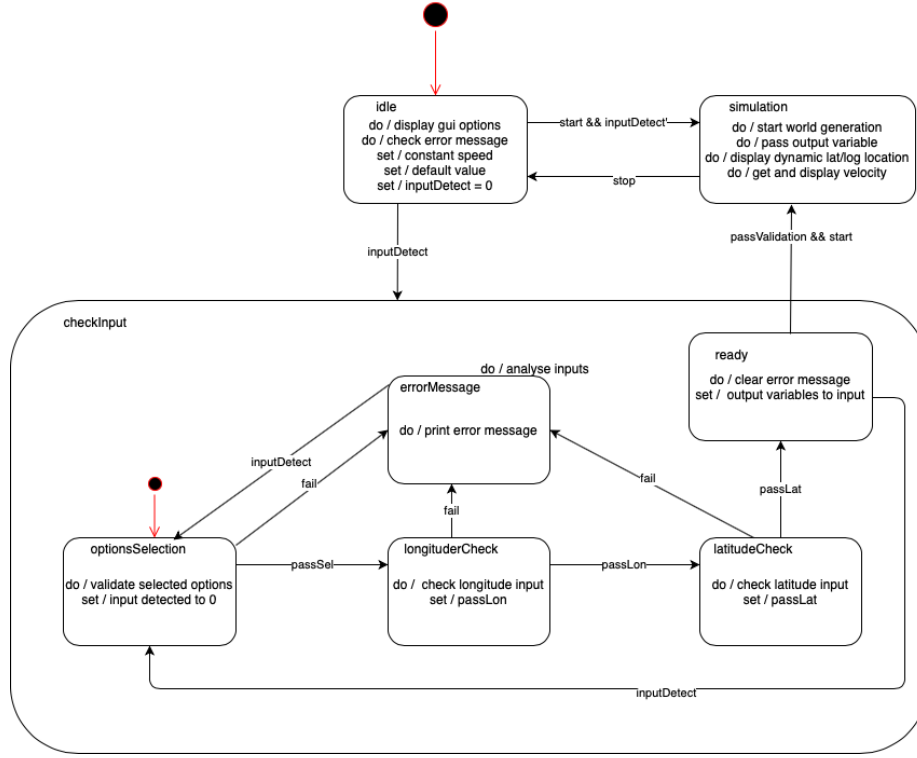 idle
do / display gui options
do / check error message
set / constant speed
set / default value
set / inputDetect = 0
start && inputDetect'
stop
simulation
do / start world generation
do / pass output variable
do / display dynamic lat/log location
do / get and display velocity
inputDetect
passValidation && start
checkInput
do / analyse inputs
errorMessage
do / print error message
ready
do / clear error message
set / output variables to input
inputDetect
fail
fail
fail
passLat
optionsSelection
do / validate selected options
set / input detected to 0
passSel
longituderCheck
do / check longitude input
set / passLon
passLon
latitudeCheck
do / check latitude input
set / passLat
inputDetect